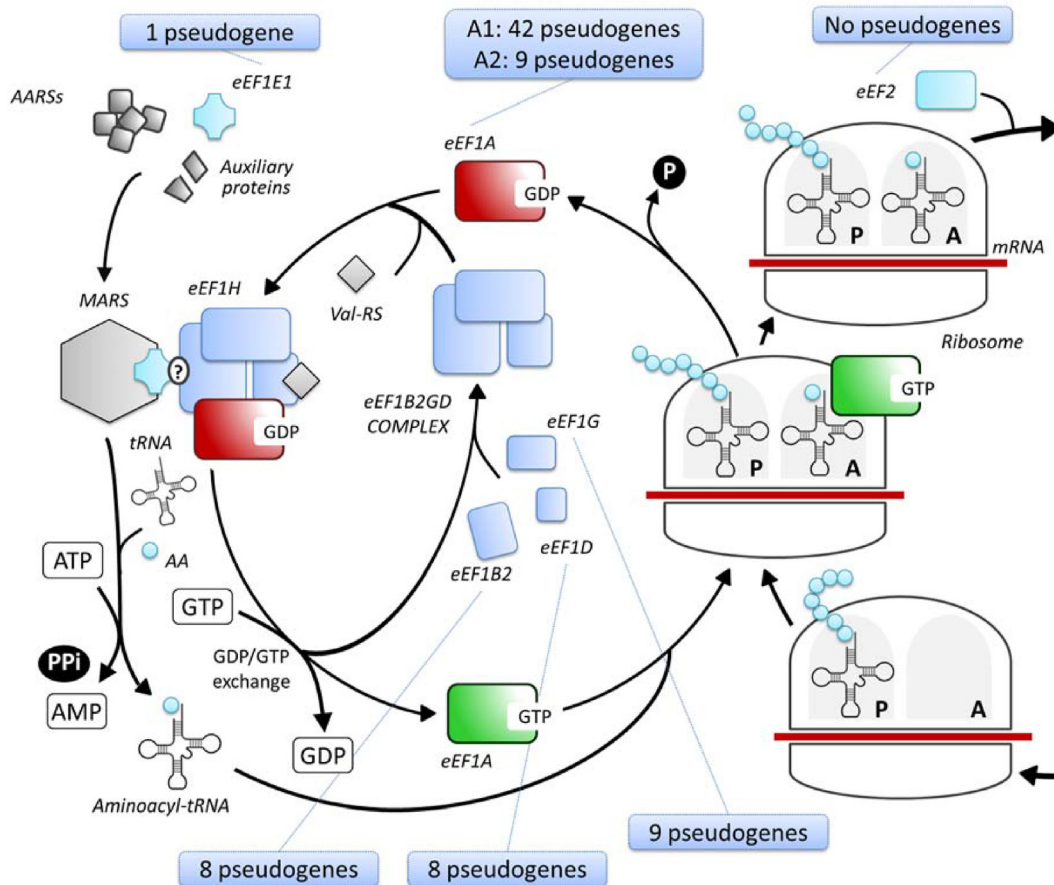 1 pseudogene
A1: 42 pseudogenes
A2: 9 pseudogenes
No pseudogenes
AARSs
eEF1E1
eEF2
Auxiliary
proteins
eEF1A
GDP
P
P
A
mRNA
MARS
eEF1H
Val-RS
?
GDP
eEF1B2GD
COMPLEX
Ribosome
GTP
P
A
tRNA
eEF1G
ATP
AA
eEF1D
eEF1B2
GTP
GDP/GTP
exchange
PPi
AMP
GTP
GDP
eEF1A
P
A
Aminoacyl-tRNA
9 pseudogenes
8 pseudogenes
8 pseudogenes